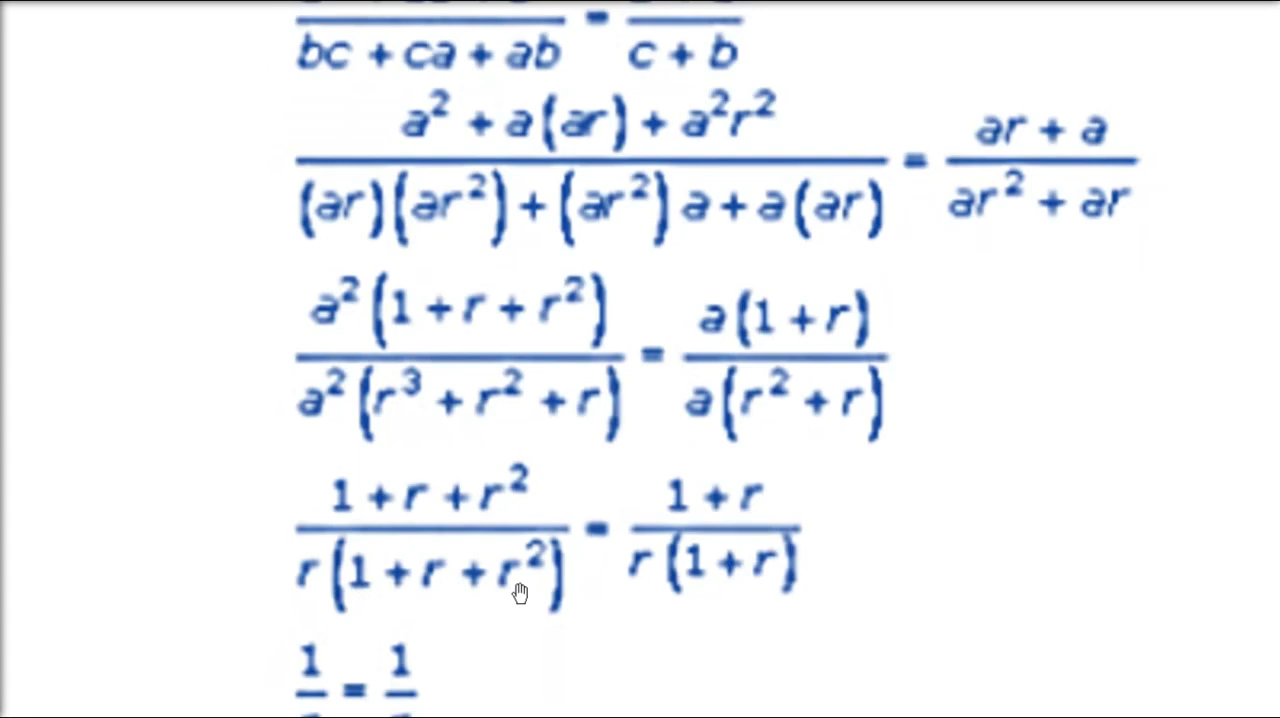 bc + ca + ab = c + b
a² + a(ar) + a²r² / (ar)(ar²) + (ar²)a + a(ar) = ar + a / ar² + ar
a²(1 + r + r²) / a²(r³ + r² + r) = a(1 + r) / a(r² + r)
1 + r + r² / r(1 + r + r²) = 1 + r / r(1 + r)
1 = 1